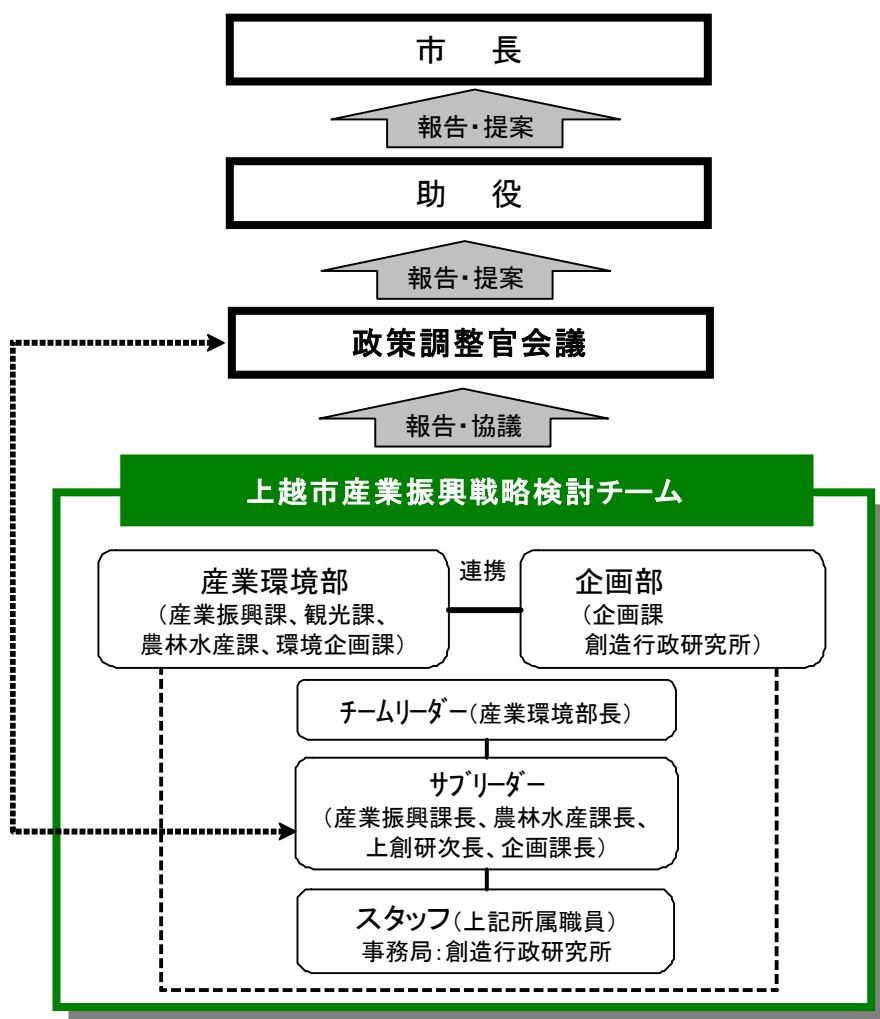 市　長
報告・提案
助　役
報告・提案
政策調整官会議
報告・協議
上越市産業振興戦略検討チーム
産業環境部
（産業振興課、観光課、
農林水産課、環境企画課）
連携
企画部
（企画課
創造行政研究所）
チームリーダー（産業環境部長）
サブリーダー
（産業振興課長、農林水産課長、
上創研次長、企画課長）
スタッフ（上記所属職員）
事務局：創造行政研究所